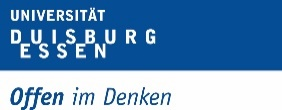 UNIVERSITÄT
DUISBURG
ESSEN
Offen im Denken